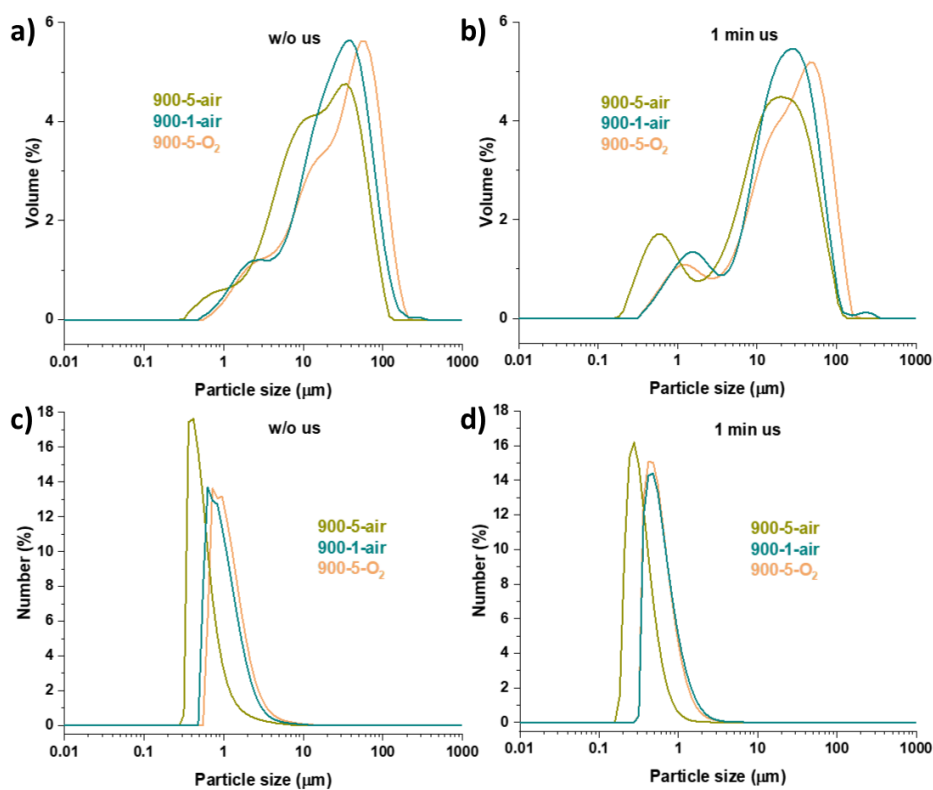 a)
w/o us
900-5-air
900-1-air
900-5-O₂
Volume (%)
6
4
2
0
0.01 0.1 1 10 100 1000
Particle size (μm)
b)
1 min us
900-5-air
900-1-air
900-5-O₂
Volume (%)
6
4
2
0
0.01 0.1 1 10 100 1000
Particle size (μm)
c)
w/o us
900-5-air
900-1-air
900-5-O₂
Number (%)
18
16
14
12
10
8
6
4
2
0
0.01 0.1 1 10 100 1000
Particle size (μm)
d)
1 min us
900-5-air
900-1-air
900-5-O₂
Number (%)
18
16
14
12
10
8
6
4
2
0
0.01 0.1 1 10 100 1000
Particle size (μm)